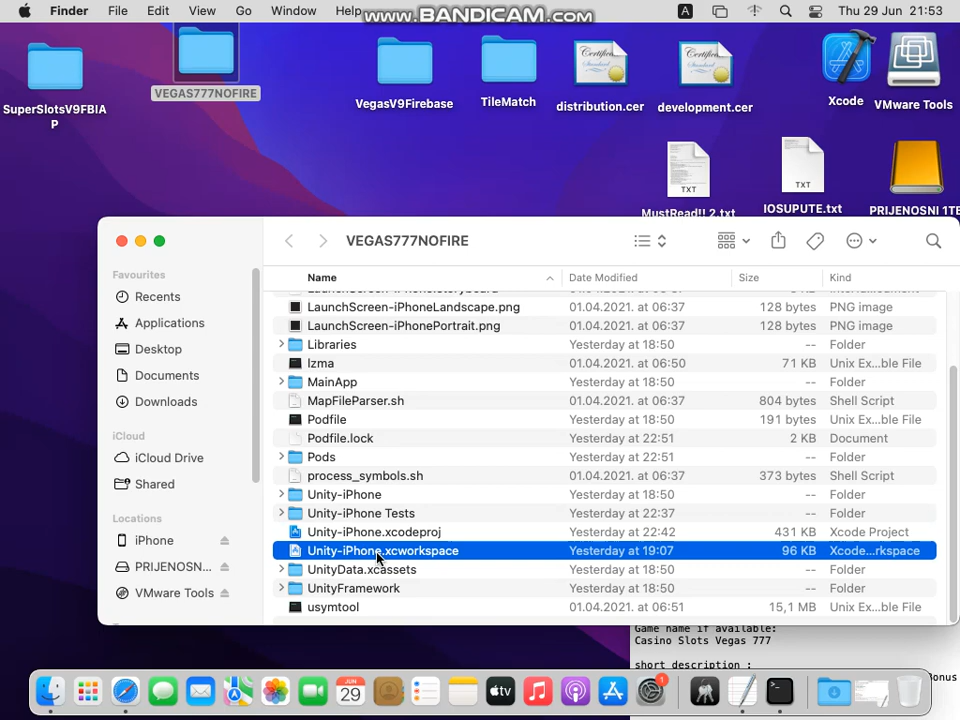 Finder File Edit View Go Window Help
www.BANDICAM.com
A Thu 29 Jun 21:53
SuperSlotsV9FBIA
P
VEGAS777NOFIRE
VegasV9Firebase
TileMatch
distribution.cer
development.cer
Xcode
VMware Tools
TXT
TXT
MustRead!! 2.txt
IOSUPUTE.txt
PRIJENOSNI 1TE
VEGAS777NOFIRE
Favourites
Recents
Applications
Desktop
Documents
Downloads
iCloud
iCloud Drive
Shared
Locations
iPhone
PRIJENOSN...
VMware Tools
Name Date Modified Size Kind
LaunchScreen-iPhoneLandscape.png 01.04.2021. at 06:37 128 bytes PNG image
LaunchScreen-iPhonePortrait.png 01.04.2021. at 06:37 128 bytes PNG image
Libraries Yesterday at 18:50 -- Folder
lzma 01.04.2021. at 06:50 71 KB Unix Ex...ble File
MainApp Yesterday at 18:50 -- Folder
MapFileParser.sh 01.04.2021. at 06:37 804 bytes Shell Script
Podfile Yesterday at 18:50 191 bytes Unix Ex...ble File
Podfile.lock Yesterday at 22:51 2 KB Document
Pods Yesterday at 22:51 -- Folder
process_symbols.sh 01.04.2021. at 06:37 373 bytes Shell Script
Unity-iPhone Yesterday at 18:50 -- Folder
Unity-iPhone Tests Yesterday at 22:37 -- Folder
Unity-iPhone.xcodeproj Yesterday at 22:42 431 KB Xcode Project
Unity-iPhone.xcworkspace Yesterday at 19:07 96 KB Xcode...rkspace
UnityData.xcassets Yesterday at 18:50 -- Folder
UnityFramework Yesterday at 18:50 -- Folder
usymtool 01.04.2021. at 06:51 15,1 MB Unix Ex...ble File
Game name if available:
Casino Slots Vegas 777
short description :
Bonus
JUN
29
tv
1